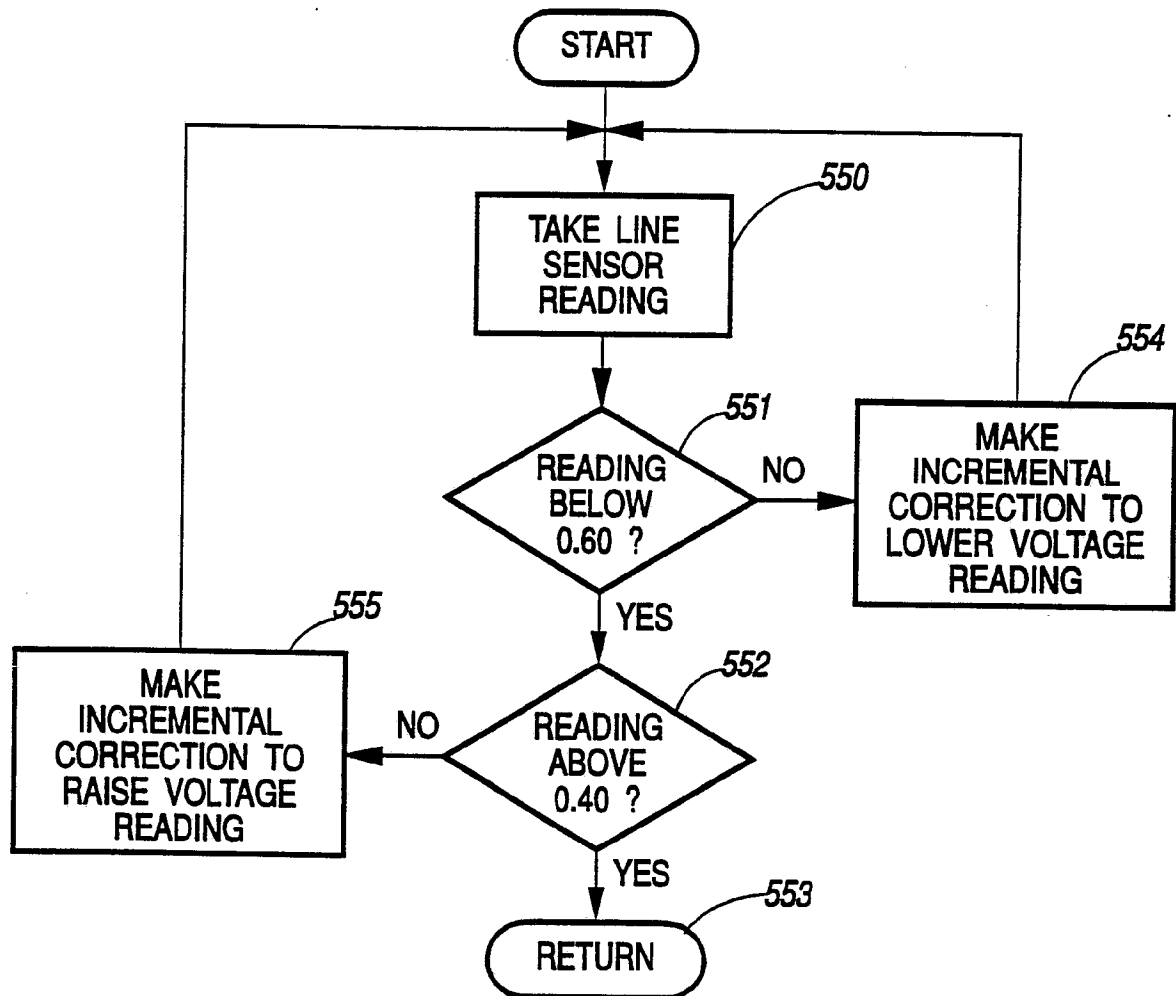 START
550
TAKE LINE
SENSOR
READING
551
READING
BELOW
0.60 ?
NO
554
MAKE
INCREMENTAL
CORRECTION TO
LOWER VOLTAGE
READING
YES
555
MAKE
INCREMENTAL
CORRECTION TO
RAISE VOLTAGE
READING
NO
552
READING
ABOVE
0.40 ?
YES
553
RETURN